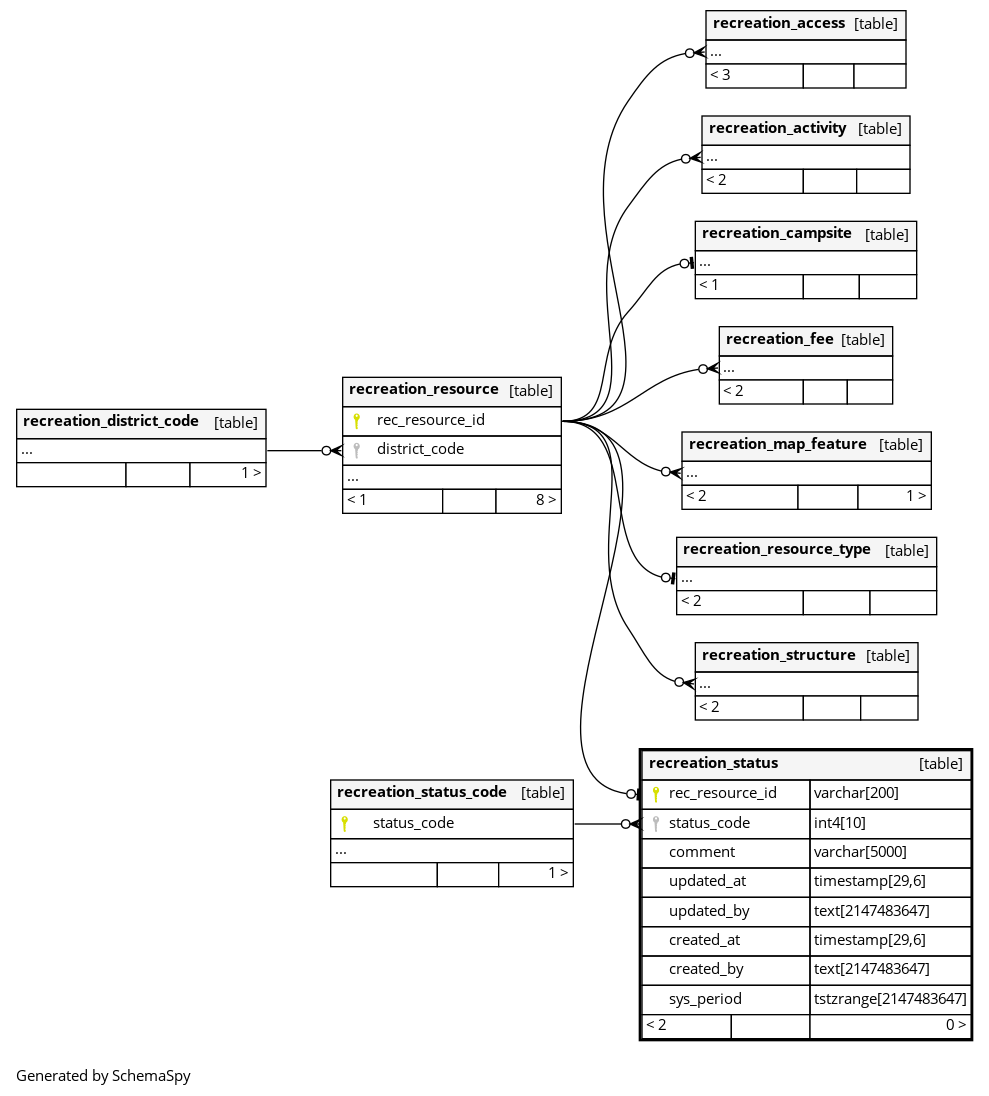 recreation_access [table]
...
< 3
recreation_activity [table]
...
< 2
recreation_campsite [table]
...
< 1
recreation_fee [table]
...
< 2
recreation_district_code [table]
...
1 >
recreation_resource [table]
rec_resource_id
district_code
...
< 1 8 >
recreation_map_feature [table]
...
< 2 1 >
recreation_resource_type [table]
...
< 2
recreation_structure [table]
...
< 2
recreation_status_code [table]
status_code
...
1 >
recreation_status [table]
rec_resource_id varchar[200]
status_code int4[10]
comment varchar[5000]
updated_at timestamp[29,6]
updated_by text[2147483647]
created_at timestamp[29,6]
created_by text[2147483647]
sys_period tstzrange[2147483647]
< 2 0 >
Generated by SchemaSpy